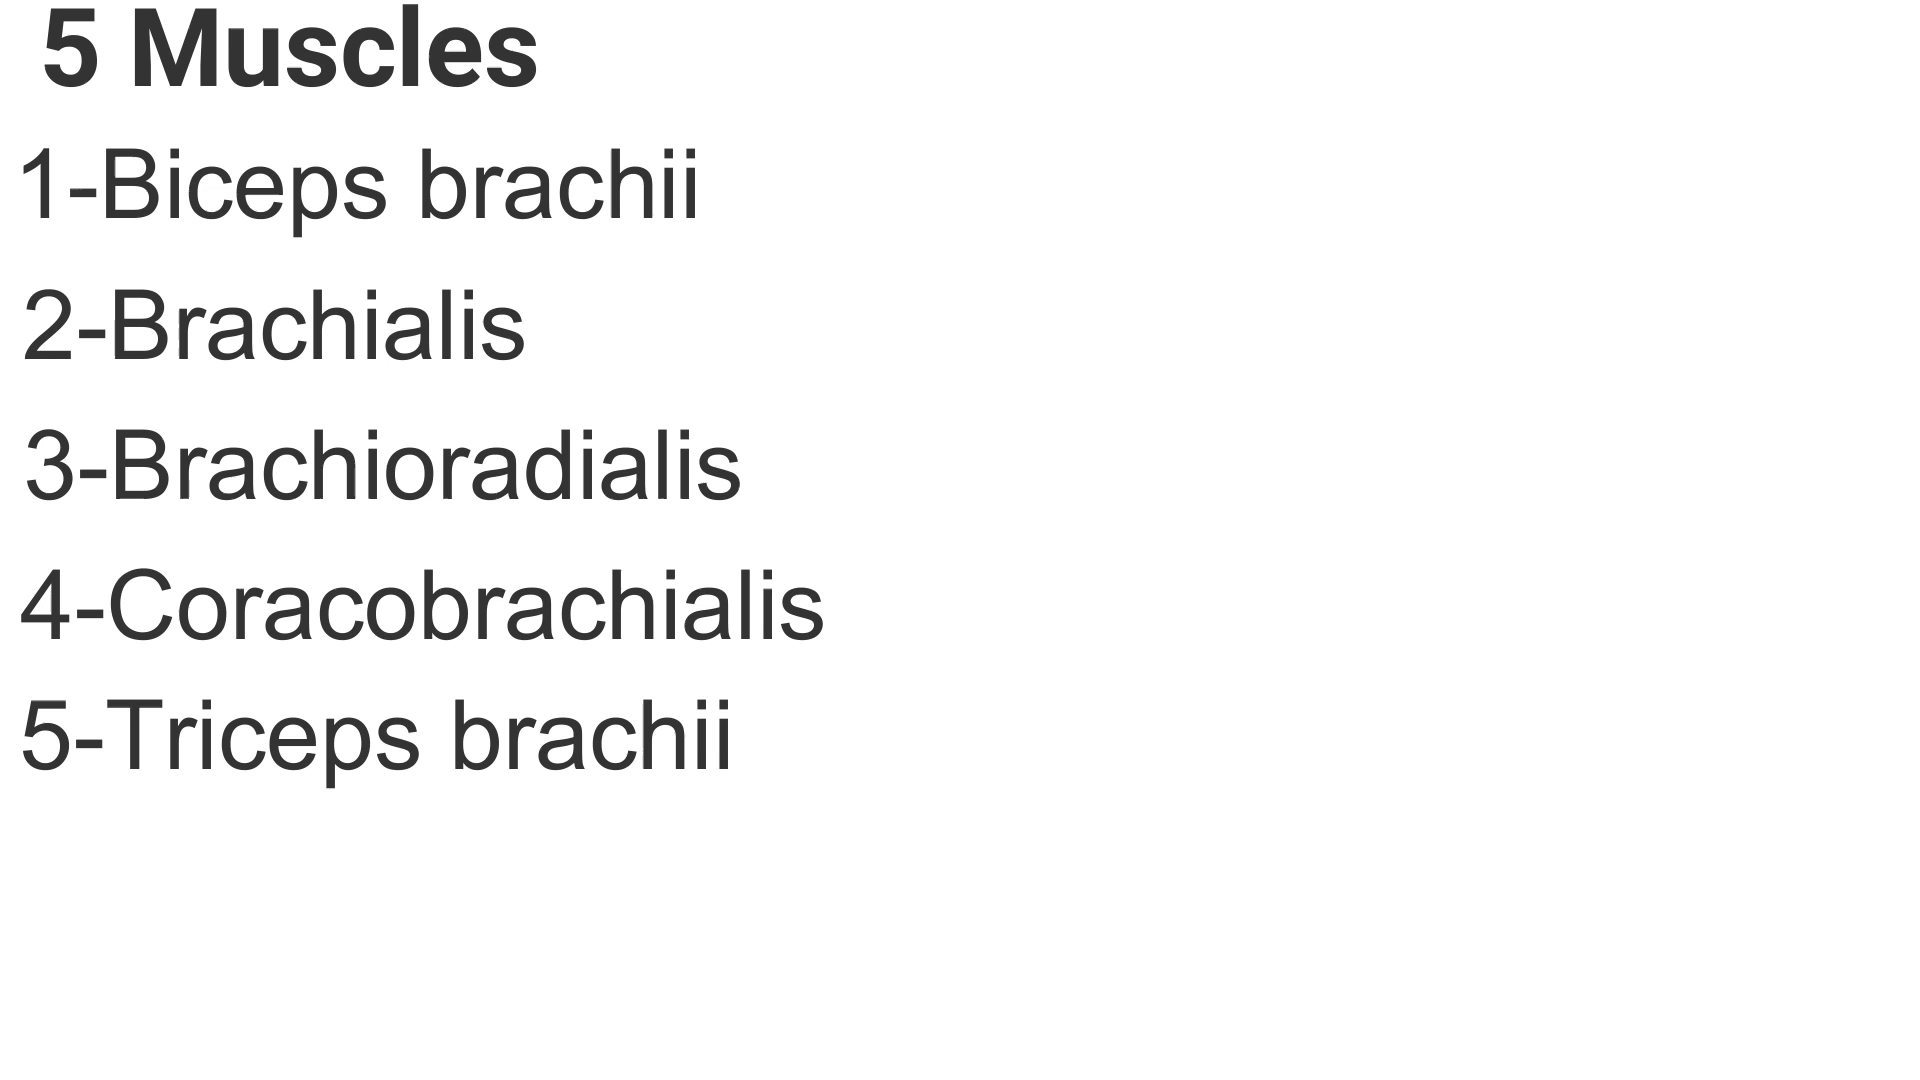 5 Muscles
1-Biceps brachii
2-Brachialis
3-Brachioradialis
4-Coracobrachialis
5-Triceps brachii